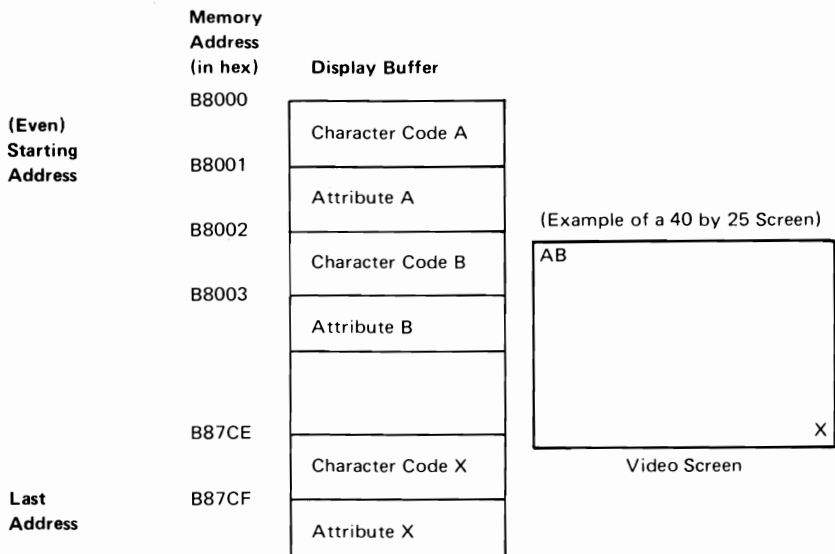 Memory
Address
(in hex)
Display Buffer
(Even)
Starting
Address
B8000
Character Code A
B8001
Attribute A
B8002
Character Code B
B8003
Attribute B
B87CE
Character Code X
Last
Address
B87CF
Attribute X
(Example of a 40 by 25 Screen)
AB
X
Video Screen